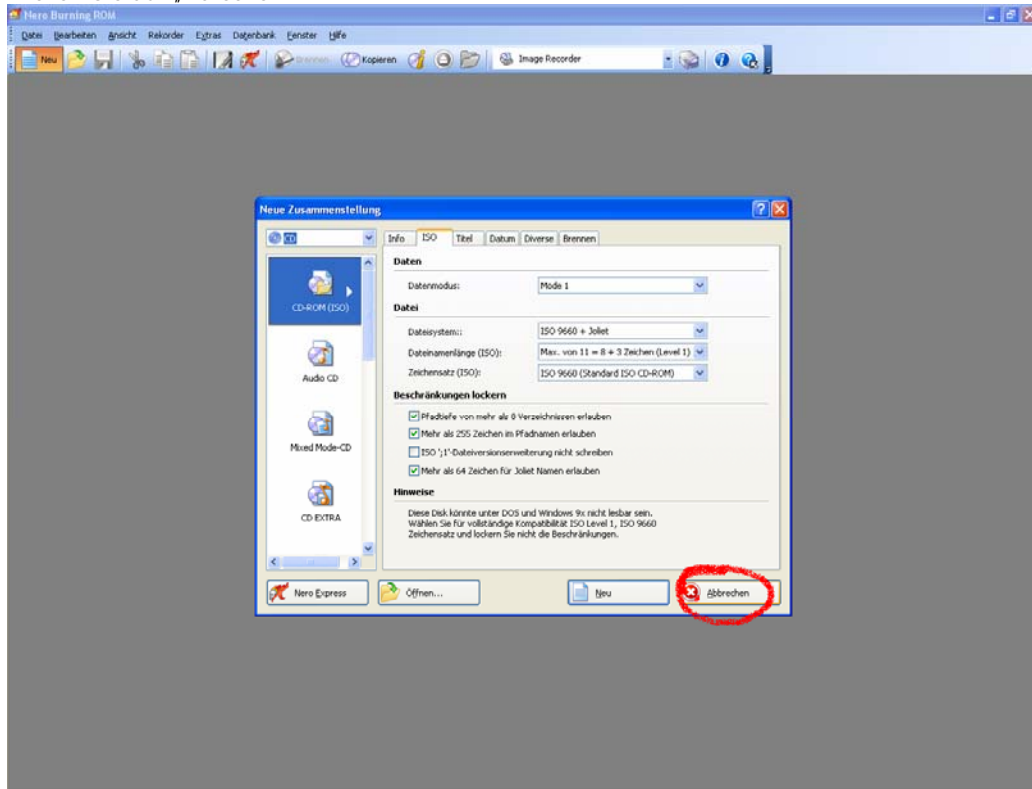 Nero Burning ROM
Datei Bearbeiten Ansicht Rekorder Extras Datenbank Fenster Hilfe
Neu Brennen Kopieren Image Recorder
Neue Zusammenstellung
CD
Info ISO Titel Datum Diverse Brennen
Daten
Datenmodus: Mode 1
CD-ROM (ISO)
Datei
Dateisystem:: ISO 9660 + Joliet
Dateinamenlänge (ISO): Max. von 11 = 8 + 3 Zeichen (Level 1)
Zeichensatz (ISO): ISO 9660 (Standard ISO CD-ROM)
Audio CD
Beschränkungen lockern
Pfadtiefe von mehr als 8 Verzeichnissen erlauben
Mehr als 255 Zeichen im Pfadnamen erlauben
Mixed Mode-CD
ISO ';1'-Dateiversionserweiterung nicht schreiben
Mehr als 64 Zeichen für Joliet Namen erlauben
Hinweise
CD EXTRA
Diese Disk könnte unter DOS und Windows 9x nicht lesbar sein.
Wählen Sie für vollständige Kompatibilität ISO Level 1, ISO 9660
Zeichensatz und lockern Sie nicht die Beschränkungen.
Nero Express Öffnen... Neu Abbrechen